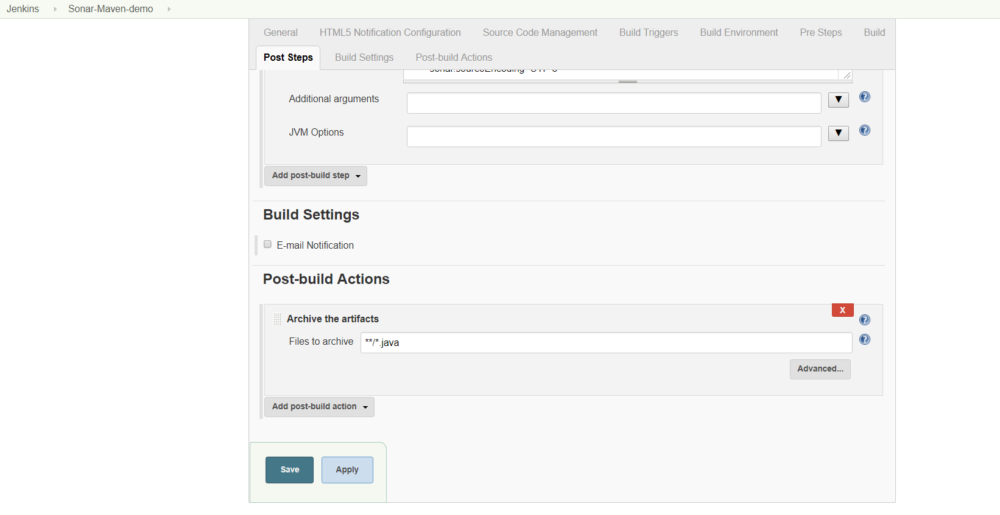 Jenkins Sonar-Maven-demo
General HTML5 Notification Configuration Source Code Management Build Triggers Build Environment Pre Steps Build
Post Steps Build Settings Post-build Actions
Additional arguments ▼ ?
JVM Options ▼ ?
Add post-build step
Build Settings
E-mail Notification
Post-build Actions
X
Archive the artifacts ?
Files to archive **/*.java ?
Advanced...
Add post-build action
Save Apply